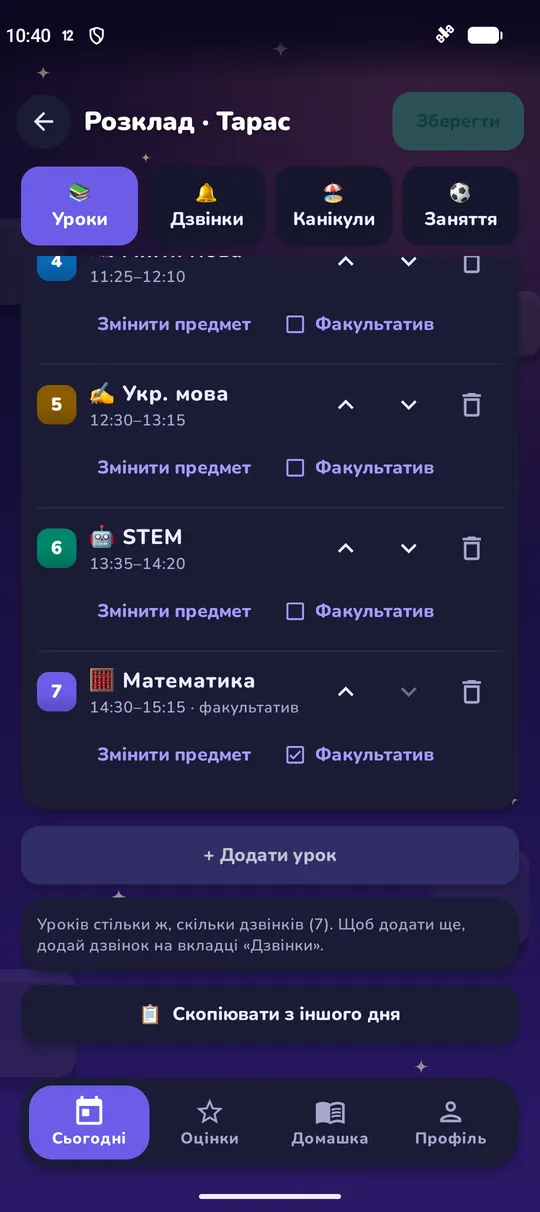 10:40 12
Розклад · Тарас
Зберегти
Уроки
Дзвінки
Канікули
Заняття
4
11:25–12:10
Змінити предмет
Факультатив
5
Укр. мова
12:30–13:15
Змінити предмет
Факультатив
6
STEM
13:35–14:20
Змінити предмет
Факультатив
7
Математика
14:30–15:15 · факультатив
Змінити предмет
Факультатив
+ Додати урок
Уроків стільки ж, скільки дзвінків (7). Щоб додати ще,
додай дзвінок на вкладці «Дзвінки».
Скопіювати з іншого дня
Сьогодні
Оцінки
Домашка
Профіль